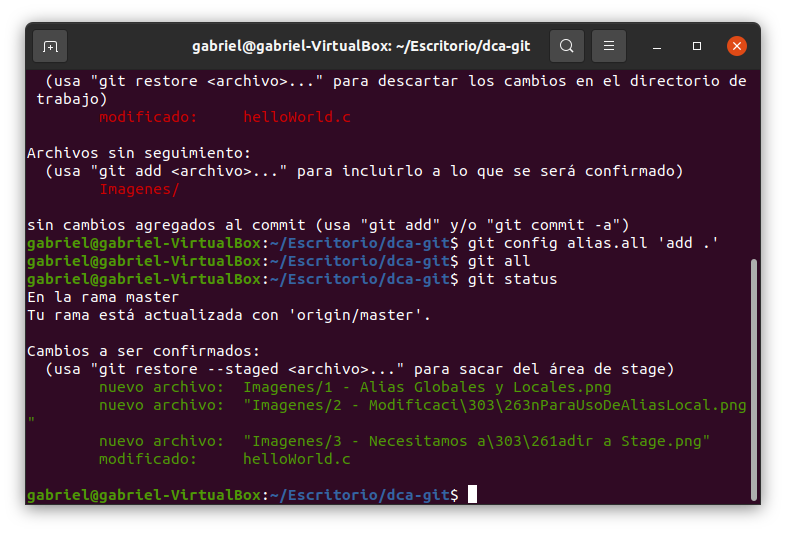 gabriel@gabriel-VirtualBox: ~/Escritorio/dca-git
  (usa "git restore <archivo>..." para descartar los cambios en el directorio de
 trabajo)
        modificado:     helloWorld.c

Archivos sin seguimiento:
  (usa "git add <archivo>..." para incluirlo a lo que se será confirmado)
        Imagenes/

sin cambios agregados al commit (usa "git add" y/o "git commit -a")
gabriel@gabriel-VirtualBox:~/Escritorio/dca-git$ git config alias.all 'add .'
gabriel@gabriel-VirtualBox:~/Escritorio/dca-git$ git all
gabriel@gabriel-VirtualBox:~/Escritorio/dca-git$ git status
En la rama master
Tu rama está actualizada con 'origin/master'.

Cambios a ser confirmados:
  (usa "git restore --staged <archivo>..." para sacar del área de stage)
        nuevo archivo:  Imagenes/1 - Alias Globales y Locales.png
        nuevo archivo:  "Imagenes/2 - Modificaci\303\263nParaUsoDeAliasLocal.png
"
        nuevo archivo:  "Imagenes/3 - Necesitamos a\303\261adir a Stage.png"
        modificado:     helloWorld.c

gabriel@gabriel-VirtualBox:~/Escritorio/dca-git$